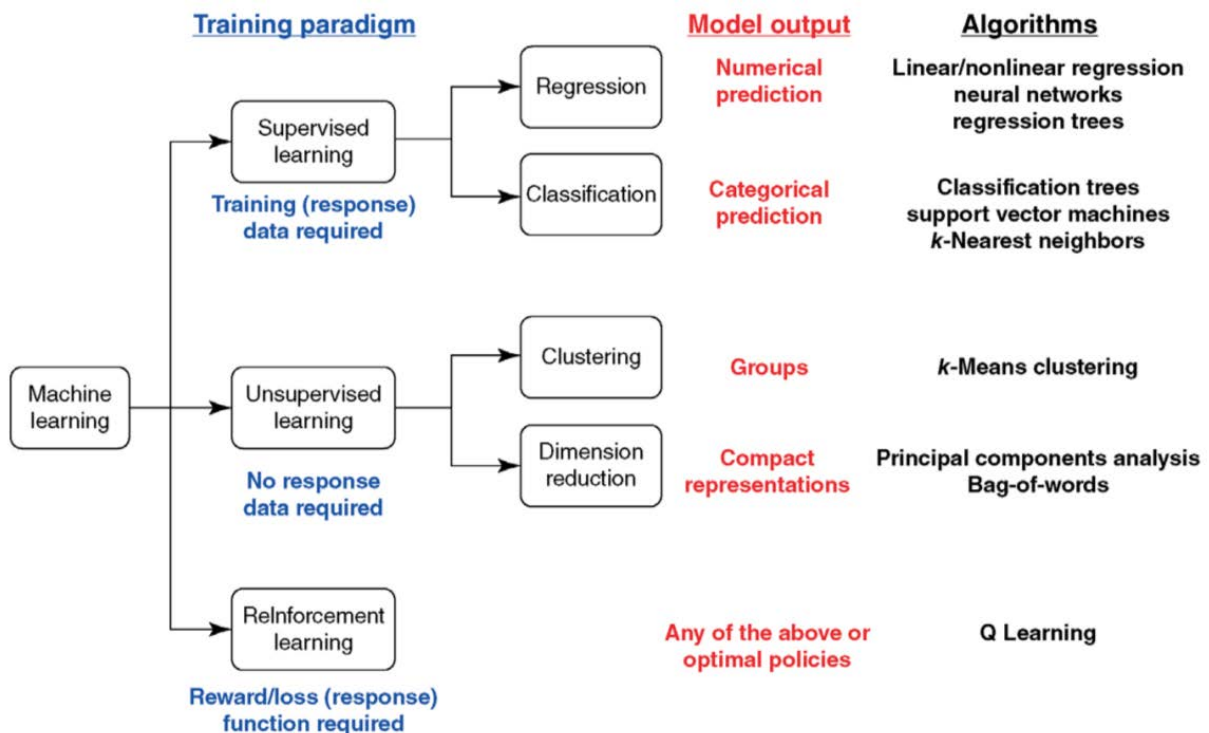 Training paradigm
Model output
Algorithms
Supervised
learning
Training (response)
data required
Regression
Numerical
prediction
Linear/nonlinear regression
neural networks
regression trees
Classification
Categorical
prediction
Classification trees
support vector machines
k-Nearest neighbors
Machine
learning
Unsupervised
learning
No response
data required
Clustering
Groups
k-Means clustering
Dimension
reduction
Compact
representations
Principal components analysis
Bag-of-words
Reinforcement
learning
Reward/loss (response)
function required
Any of the above or
optimal policies
Q Learning